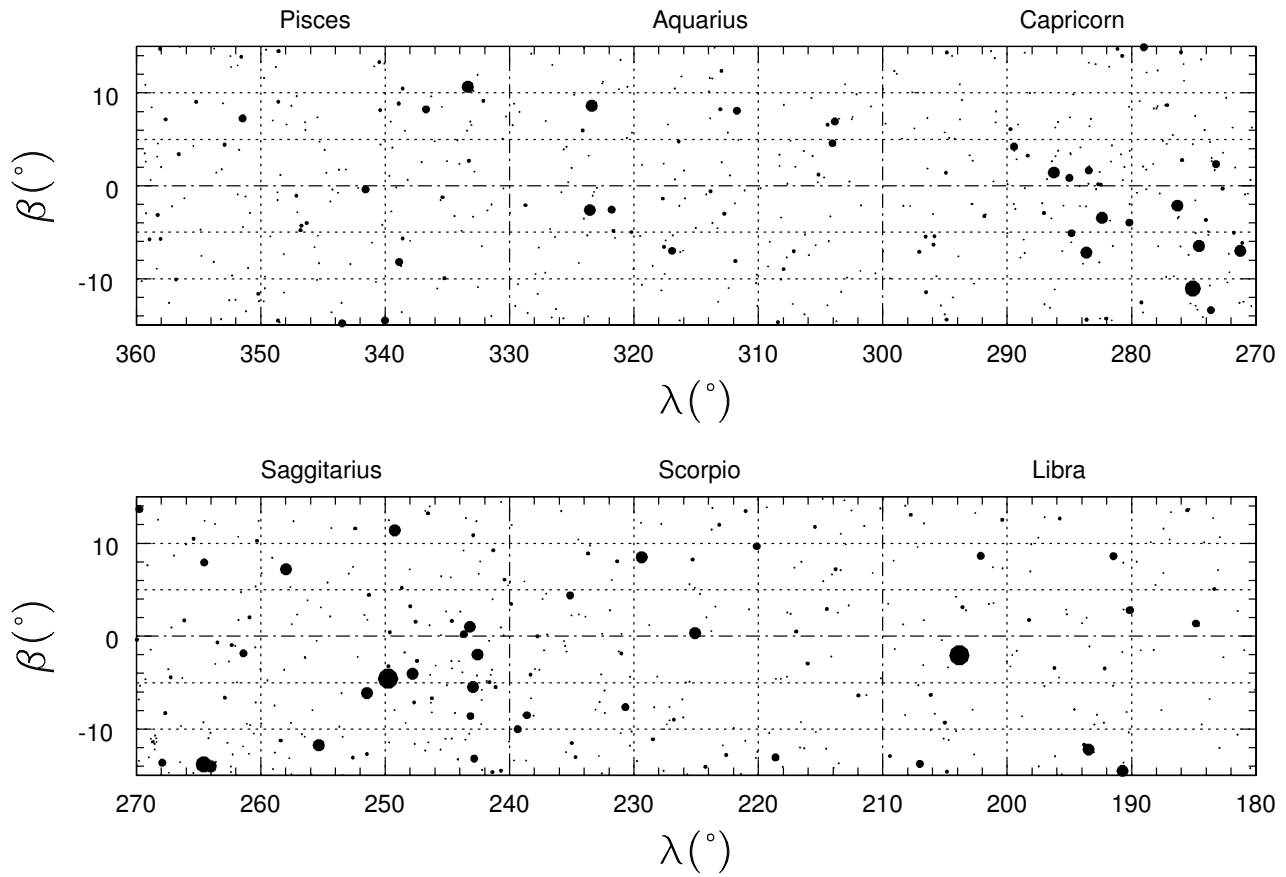 Pisces Aquarius Capricorn
10
0
-10
β(°)
360 350 340 330 320 310 300 290 280 270
λ(°)
Saggitarius Scorpio Libra
10
0
-10
β(°)
270 260 250 240 230 220 210 200 190 180
λ(°)